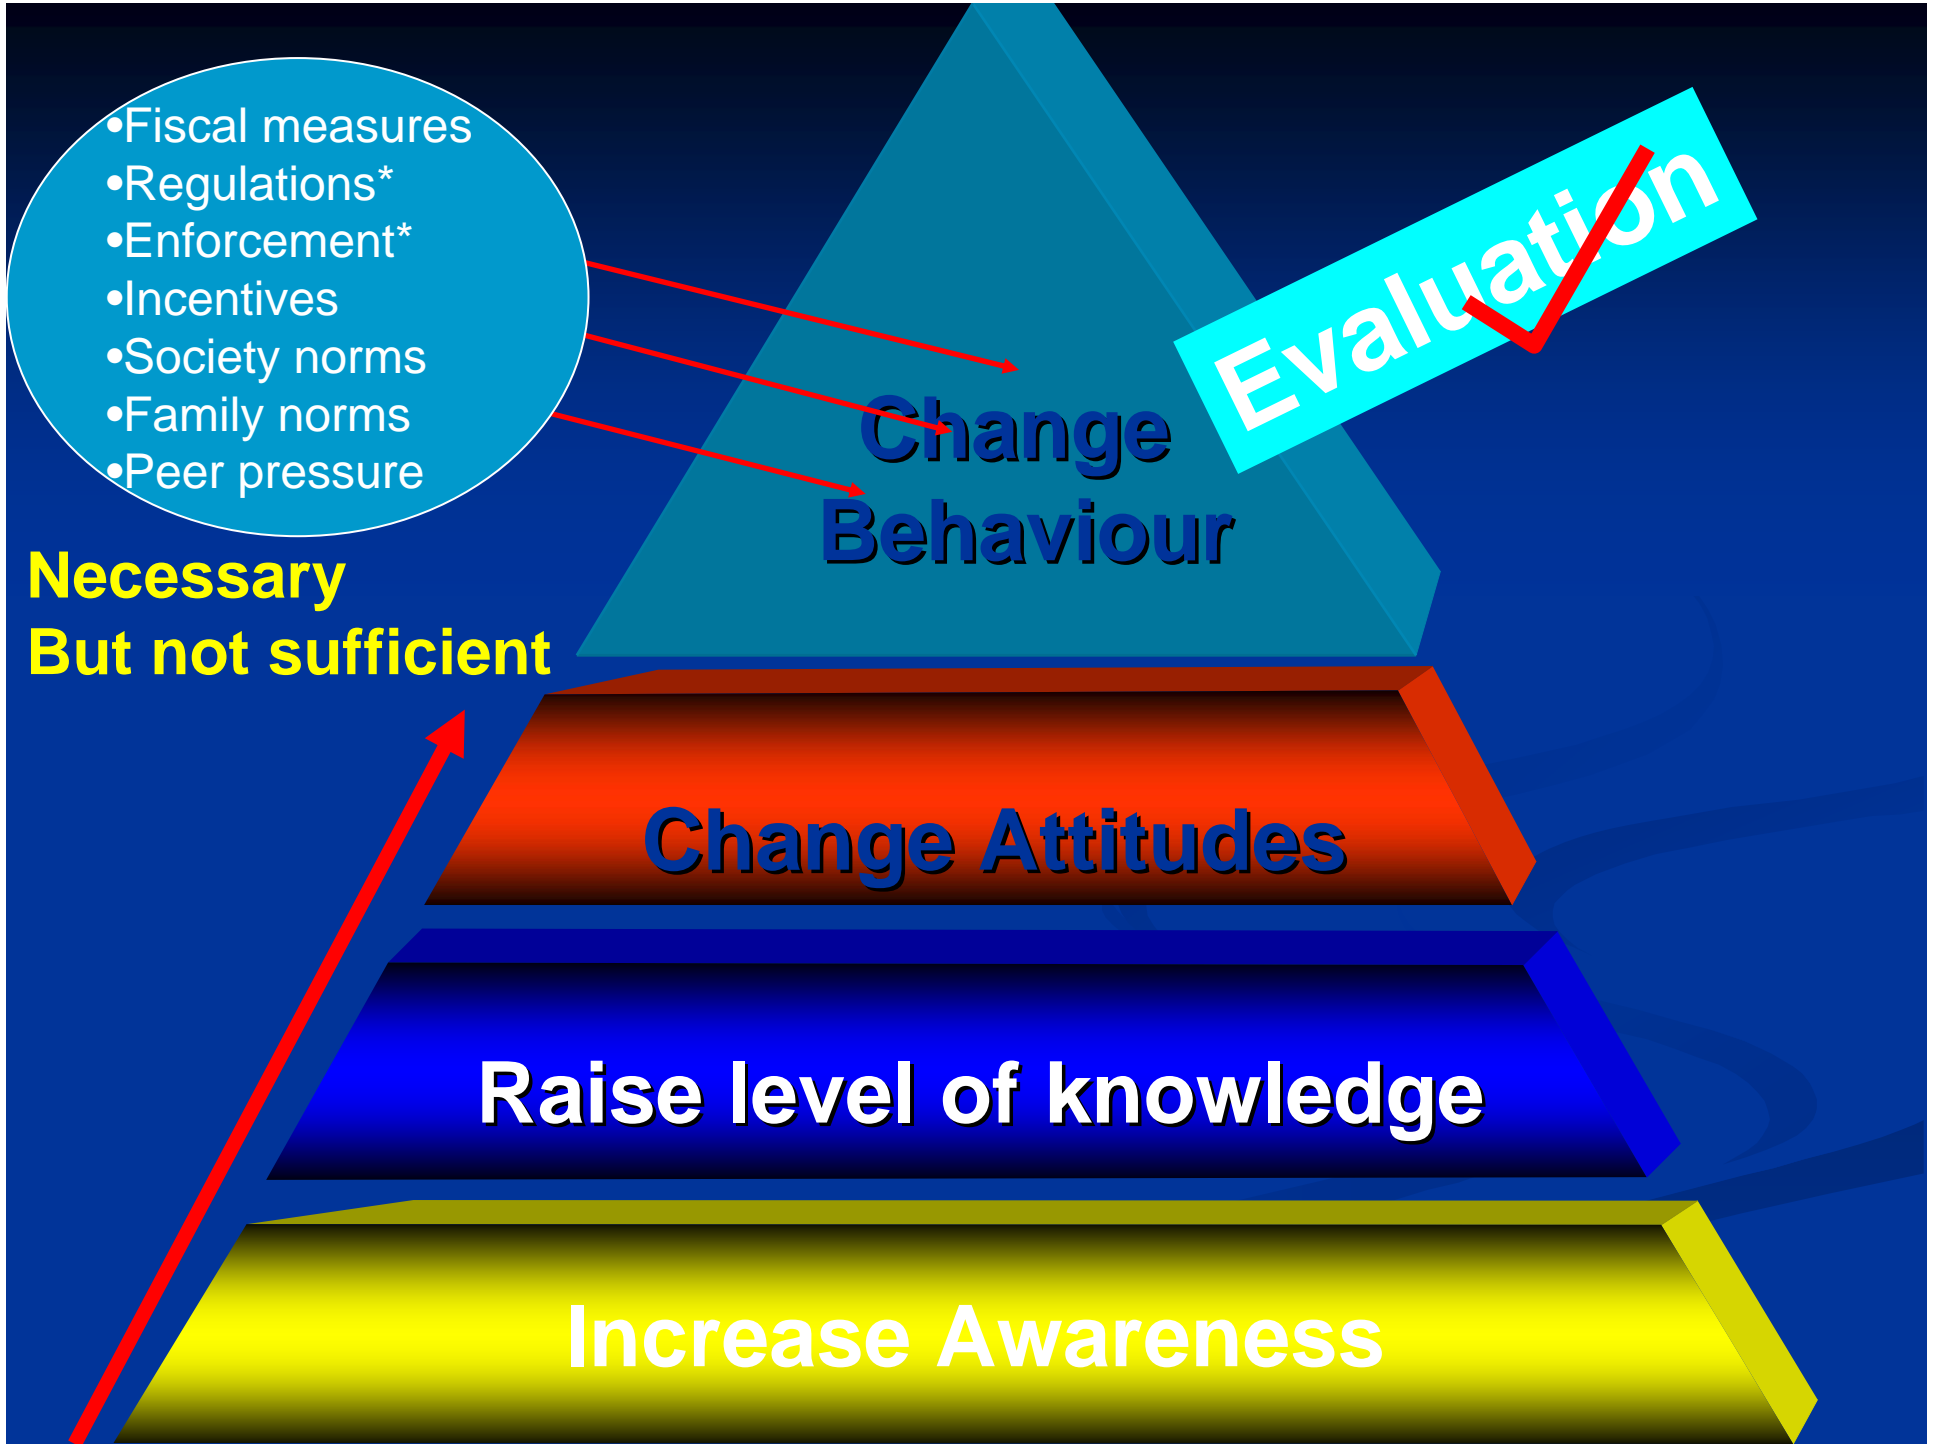 •Fiscal measures
•Regulations*
•Enforcement*
•Incentives
•Society norms
•Family norms
•Peer pressure
Evaluation
Change
Behaviour
Necessary
But not sufficient
Change Attitudes
Raise level of knowledge
Increase Awareness